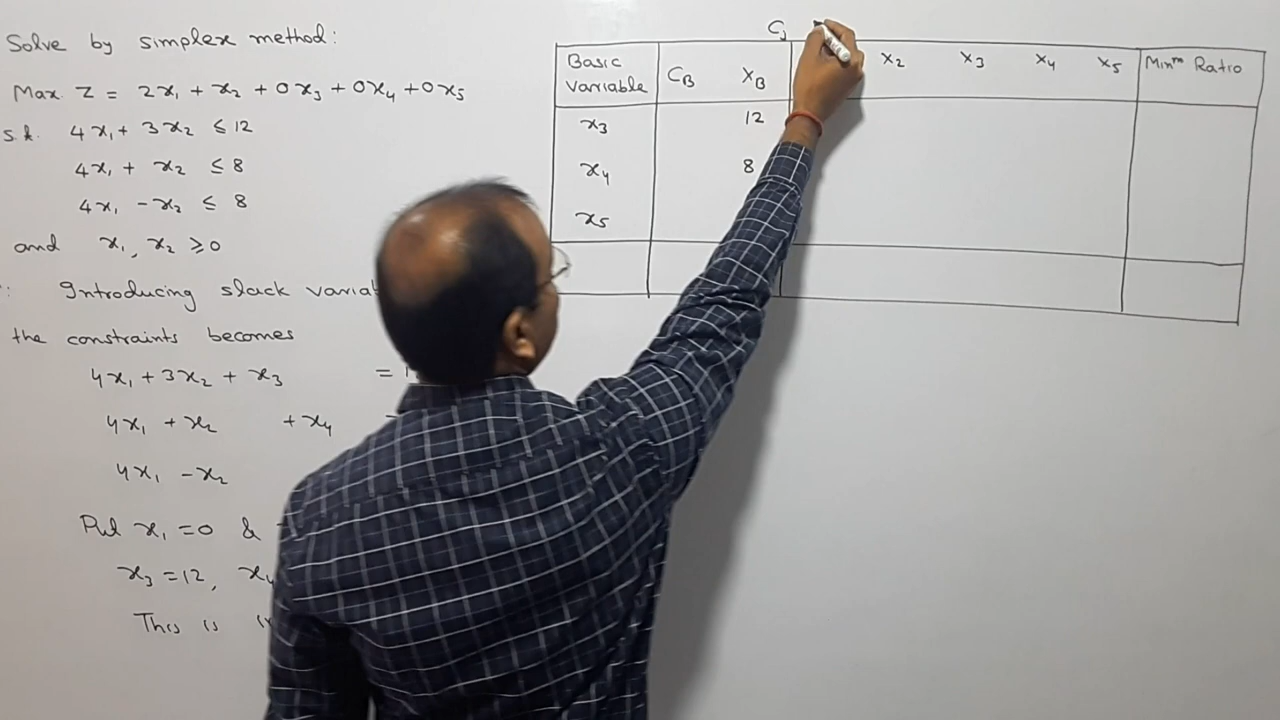 Solve by simplex method:
Max. Z = 2x₁ + x₂ + 0x₃ + 0x₄ + 0x₅
s.t. 4x₁ + 3x₂ ≤ 12
4x₁ + x₂ ≤ 8
4x₁ - x₂ ≤ 8
and x₁, x₂ ≥ 0
Introducing slack
the constraints becomes
4x₁ + 3x₂ + x₃ =
4x₁ + x₂ + x₄
4x₁ - x₂
Put x₁ = 0 &
x₃ = 12, x₄
This is
Cj
Basic Variable CB XB x₂ x₃ x₄ x₅ Minᵐ Ratio
x₃ 12
x₄ 8
x₅